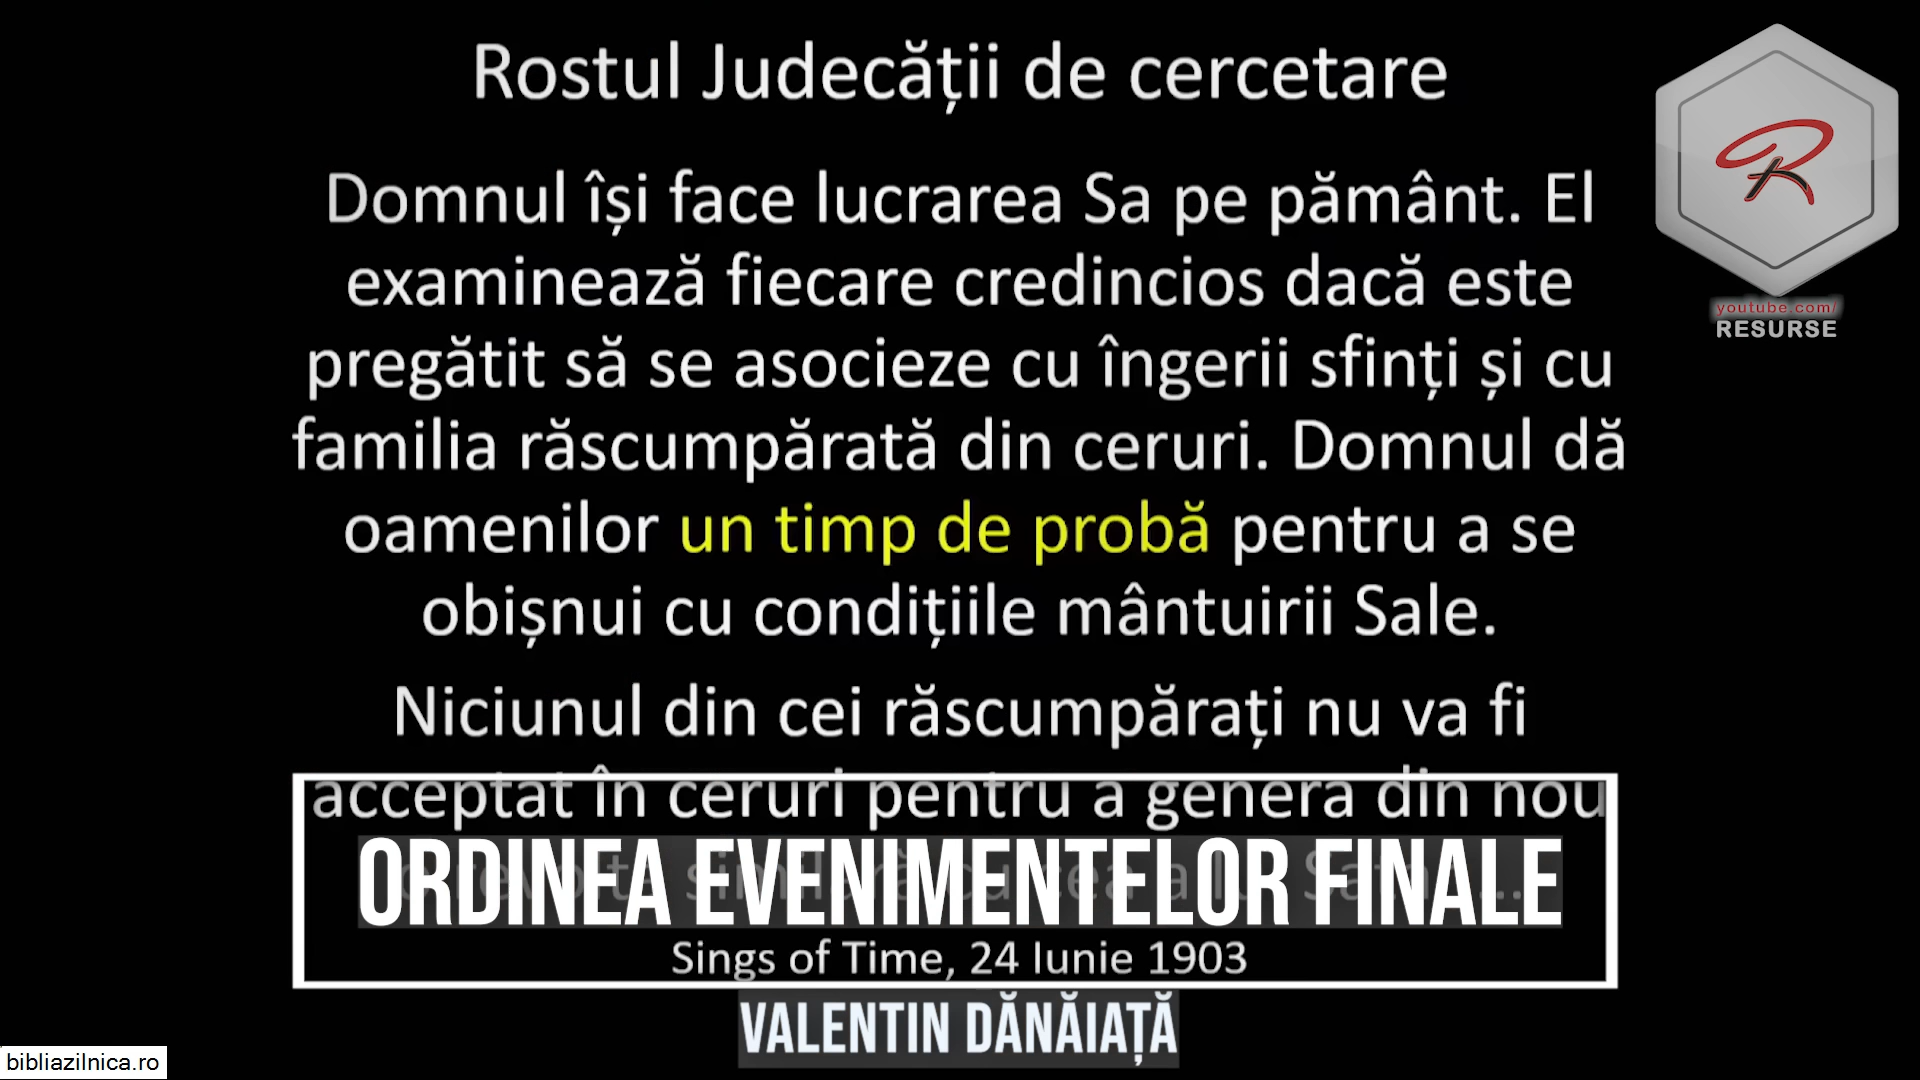 Rostul Judecății de cercetare
Domnul își face lucrarea Sa pe pământ. El
examinează fiecare credincios dacă este
pregătit să se asocieze cu îngerii sfinți și cu
familia răscumpărată din ceruri. Domnul dă
oamenilor un timp de probă pentru a se
obișnui cu condițiile mântuirii Sale.
Niciunul din cei răscumpărați nu va fi
acceptat în ceruri pentru a genera din nou
ORDINEA EVENIMENTELOR FINALE
Sings of Time, 24 Iunie 1903
VALENTIN DĂNĂIAȚĂ
R
youtube.com/
RESURSE
bibliazilnica.ro